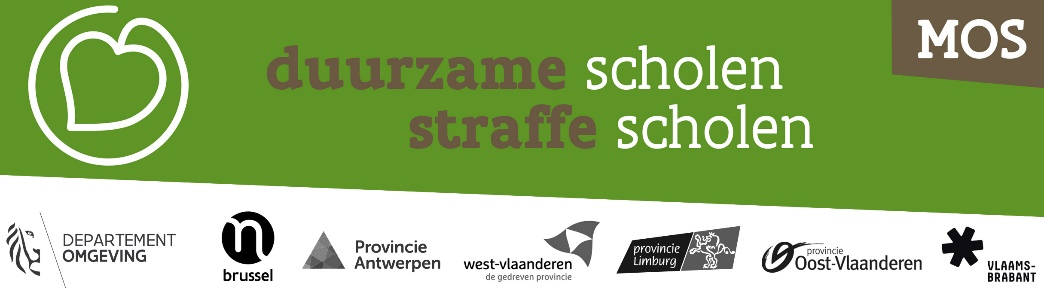 MOS
duurzame scholen
straffe scholen
DEPARTEMENT
OMGEVING
n
brussel
Provincie
Antwerpen
west-vlaanderen
de gedreven provincie
provincie
Limburg
provincie
Oost-Vlaanderen
VLAAMS-
BRABANT